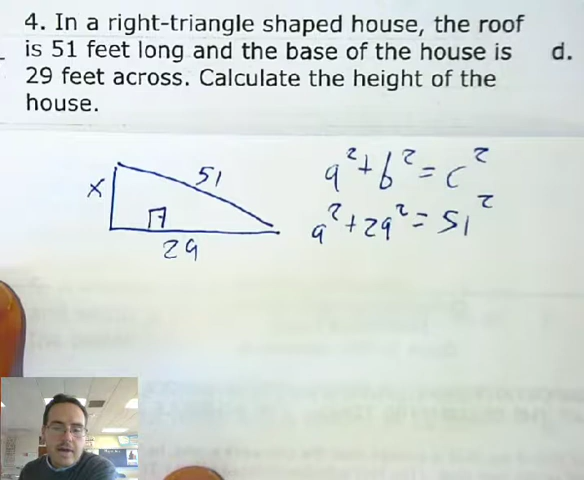 4. In a right-triangle shaped house, the roof
is 51 feet long and the base of the house is d.
29 feet across. Calculate the height of the
house.
x 51
29
a² + b² = c²
a² + 29² = 51²